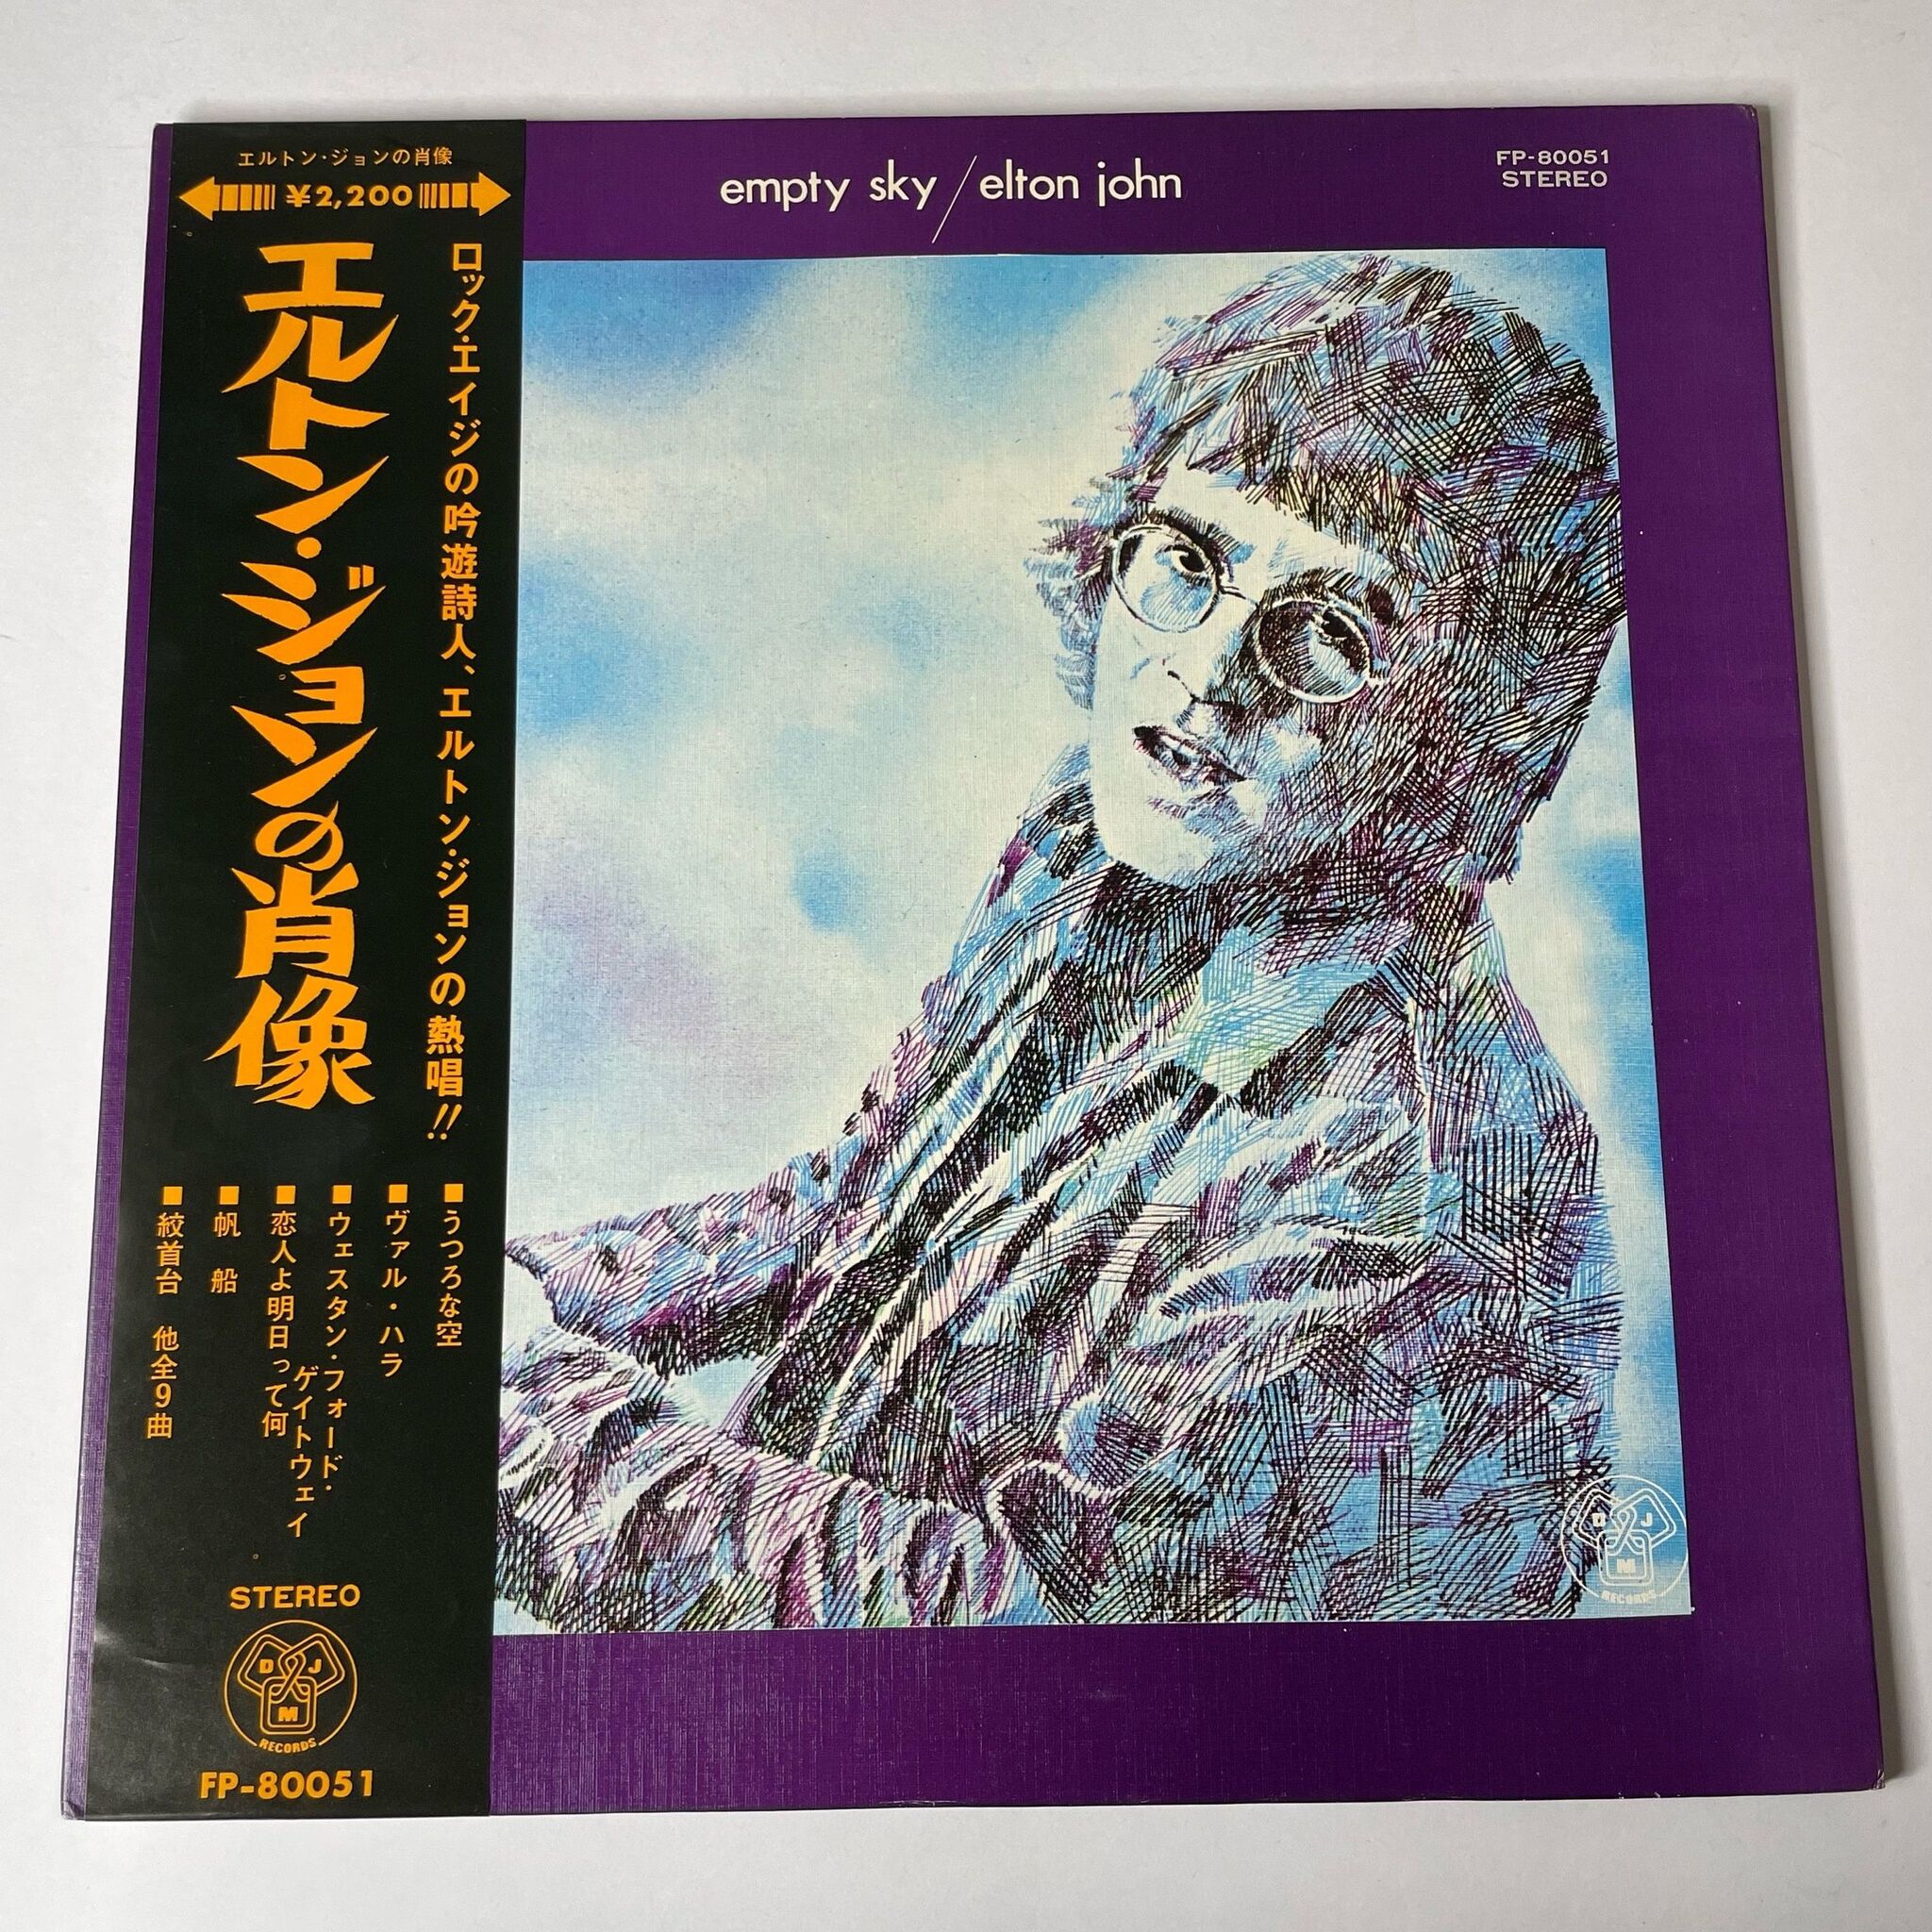 エルトン・ジョンの肖像
¥2,200
ロック・エイジの吟遊詩人、エルトン・ジョンの熱唱!!
エルトン・ジョンの肖像
■うつろな空
■ヴァル・ハラ
■ウェスタン・フォード・
ゲイトウェイ
■恋人よ明日って何
■帆 船
■絞首台 他全9曲
STEREO
D J
M
RECORDS
FP-80051
empty sky/elton john
FP-80051
STEREO
D J
M
RECORDS